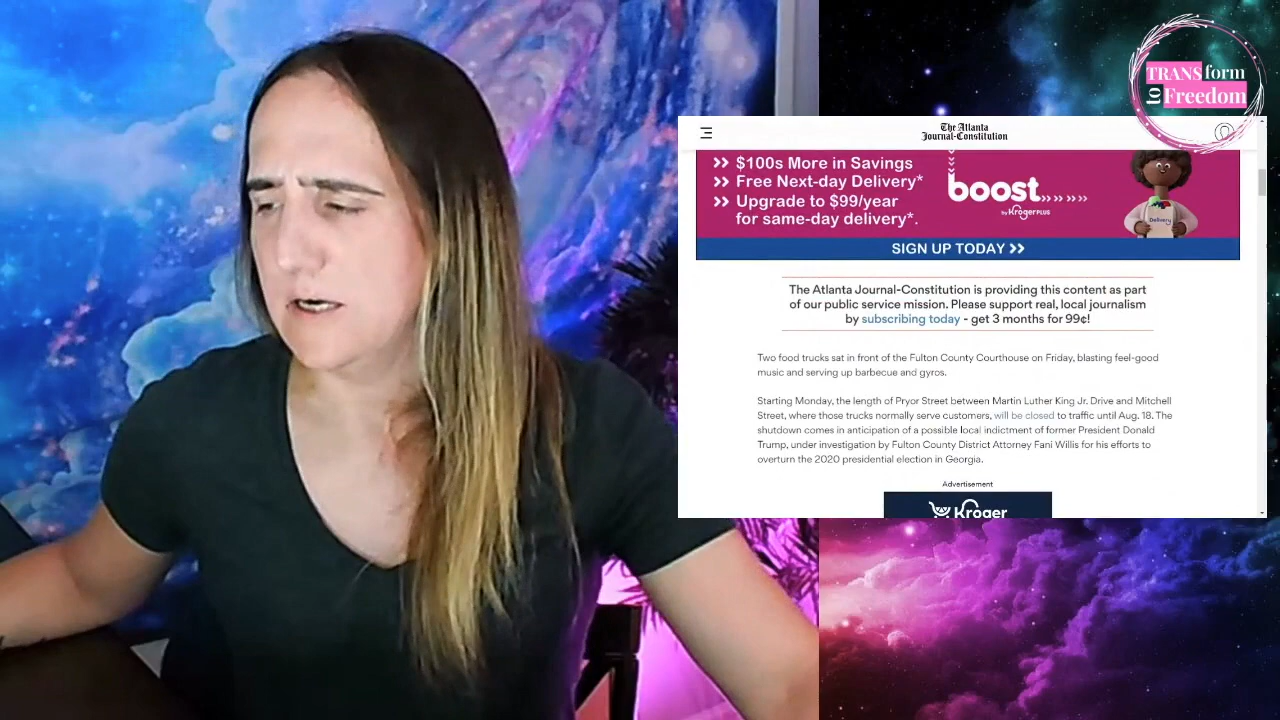 TRANSform
to Freedom
The Atlanta
Journal-Constitution
>> $100s More in Savings
>> Free Next-day Delivery*
>> Upgrade to $99/year
for same-day delivery*.
boost
by Kroger PLUS
Delivery
SIGN UP TODAY >>
The Atlanta Journal-Constitution is providing this content as part
of our public service mission. Please support real, local journalism
by subscribing today - get 3 months for 99¢!
Two food trucks sat in front of the Fulton County Courthouse on Friday, blasting feel-good
music and serving up barbecue and gyros.
Starting Monday, the length of Pryor Street between Martin Luther King Jr. Drive and Mitchell
Street, where those trucks normally serve customers, will be closed to traffic until Aug. 18. The
shutdown comes in anticipation of a possible local indictment of former President Donald
Trump, under investigation by Fulton County District Attorney Fani Willis for his efforts to
overturn the 2020 presidential election in Georgia.
Advertisement
Kroger